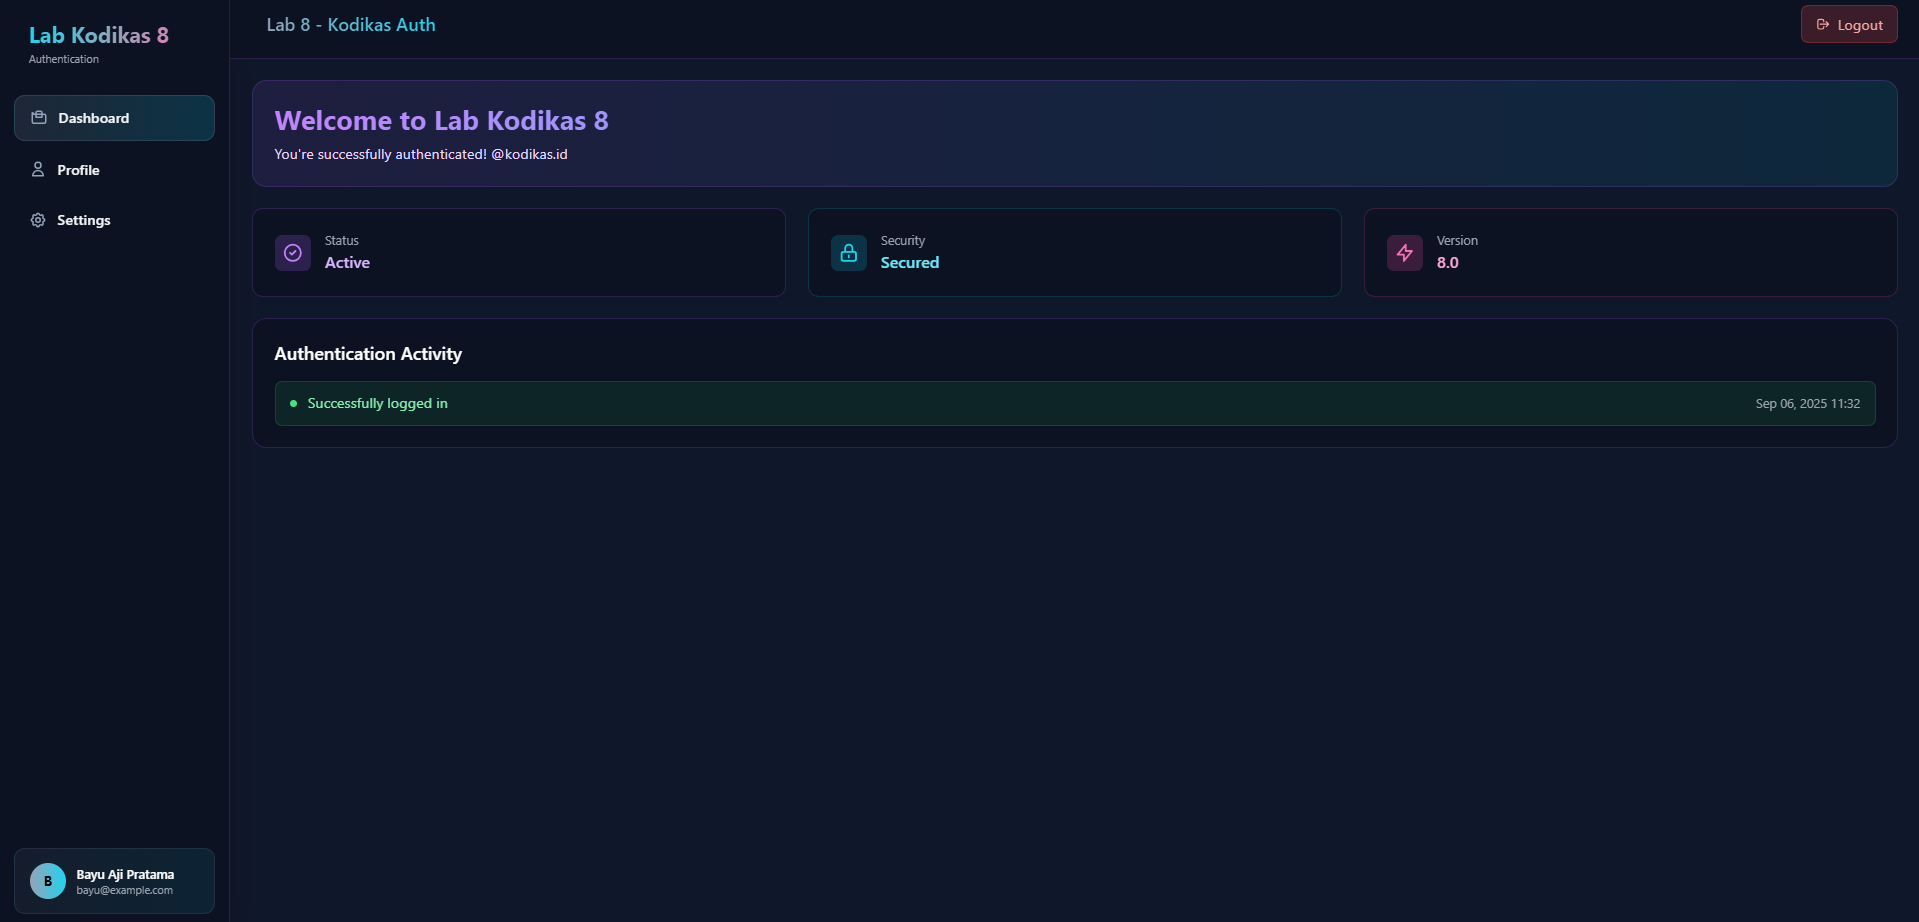 Lab Kodikas 8
Authentication
Dashboard
Profile
Settings
Bayu Aji Pratama
B
bayu@example.com
Lab 8 - Kodikas Auth
Logout
Welcome to Lab Kodikas 8
You're successfully authenticated! @kodikas.id
Status
Active
Security
Secured
Version
8.0
Authentication Activity
Successfully logged in
Sep 06, 2025 11:32